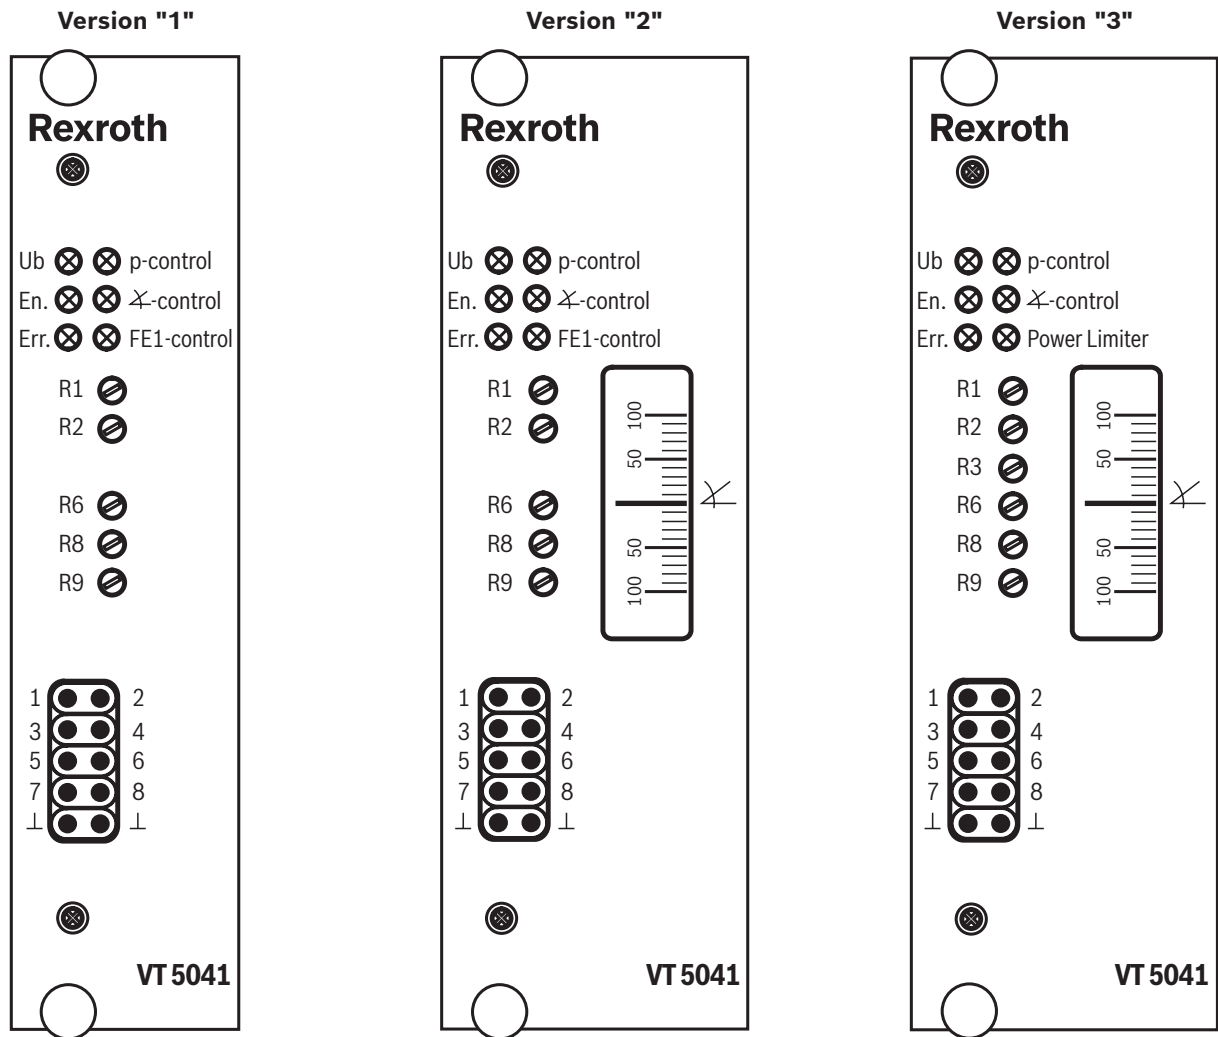 Version "1"
Rexroth
Ub p-control
En. ∡-control
Err. FE1-control
R1
R2
R6
R8
R9
1 2
3 4
5 6
7 8
⊥ ⊥
VT 5041
Version "2"
Rexroth
Ub p-control
En. ∡-control
Err. FE1-control
R1
R2
R6
R8
R9
100
50
50
100
∡
1 2
3 4
5 6
7 8
⊥ ⊥
VT 5041
Version "3"
Rexroth
Ub p-control
En. ∡-control
Err. Power Limiter
R1
R2
R3
R6
R8
R9
100
50
50
100
∡
1 2
3 4
5 6
7 8
⊥ ⊥
VT 5041